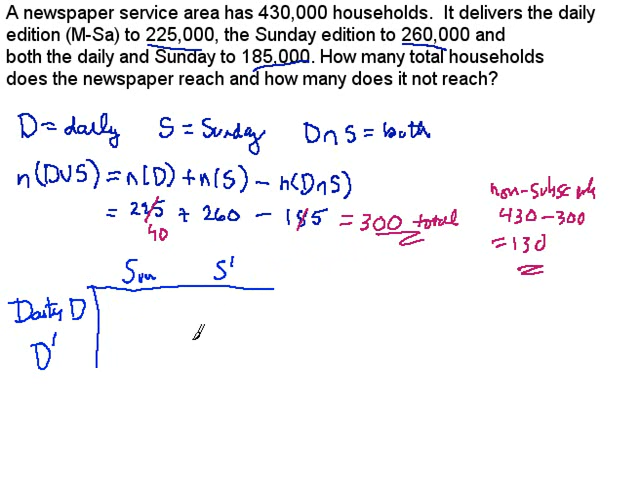 A newspaper service area has 430,000 households. It delivers the daily
edition (M-Sa) to 225,000, the Sunday edition to 260,000 and
both the daily and Sunday to 185,000. How many total households
does the newspaper reach and how many does it not reach?
D = daily S = Sunday D∩S = both
n(D∪S) = n(D) + n(S) - n(D∩S)
= 225 + 260 - 185 = 300 total
40
non-subsc
430-300
= 130
Sun S'
Daily D
D'